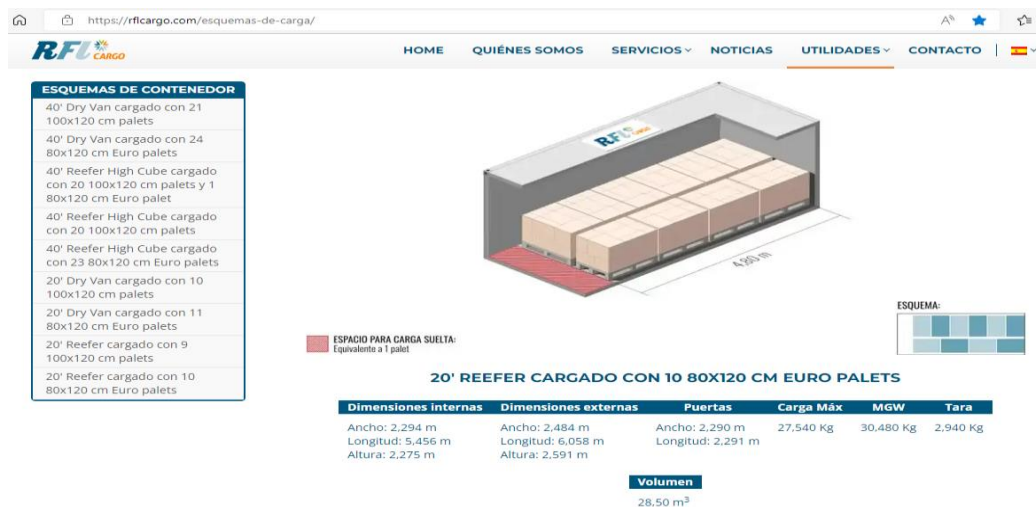 https://rflcargo.com/esquemas-de-carga/
RFL CARGO
HOME QUIÉNES SOMOS SERVICIOS NOTICIAS UTILIDADES CONTACTO
ESQUEMAS DE CONTENEDOR
40' Dry Van cargado con 21
100x120 cm palets
40' Dry Van cargado con 24
80x120 cm Euro palets
40' Reefer High Cube cargado
con 20 100x120 cm palets y 1
80x120 cm Euro palet
40' Reefer High Cube cargado
con 20 100x120 cm palets
40' Reefer High Cube cargado
con 23 80x120 cm Euro palets
20' Dry Van cargado con 10
100x120 cm palets
20' Dry Van cargado con 11
80x120 cm Euro palets
20' Reefer cargado con 9
100x120 cm palets
20' Reefer cargado con 10
80x120 cm Euro palets
RFL CARGO
4,80 m
ESPACIO PARA CARGA SUELTA:
Equivalente a 1 palet
ESQUEMA:
20' REEFER CARGADO CON 10 80X120 CM EURO PALETS
Dimensiones internas Dimensiones externas Puertas Carga Máx MGW Tara
Ancho: 2,294 m Ancho: 2,484 m Ancho: 2,290 m 27,540 Kg 30,480 Kg 2,940 Kg
Longitud: 5,456 m Longitud: 6,058 m Longitud: 2,291 m
Altura: 2,275 m Altura: 2,591 m
Volumen
28,50 m³